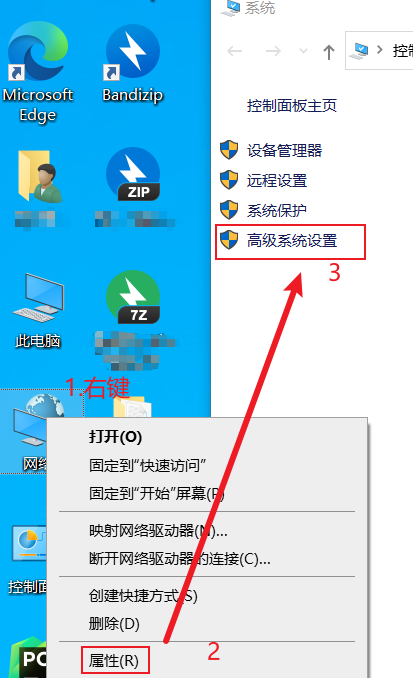 系统
控
控制面板主页
设备管理器
远程设置
系统保护
高级系统设置
3
Microsoft
Edge
Bandizip
ZIP
7Z
此电脑
1.右键
网络
打开(O)
固定到“快速访问”
固定到“开始”屏幕(P)
映射网络驱动器(N)...
断开网络驱动器的连接(C)...
创建快捷方式(S)
删除(D)
属性(R)
2
控制面
PC